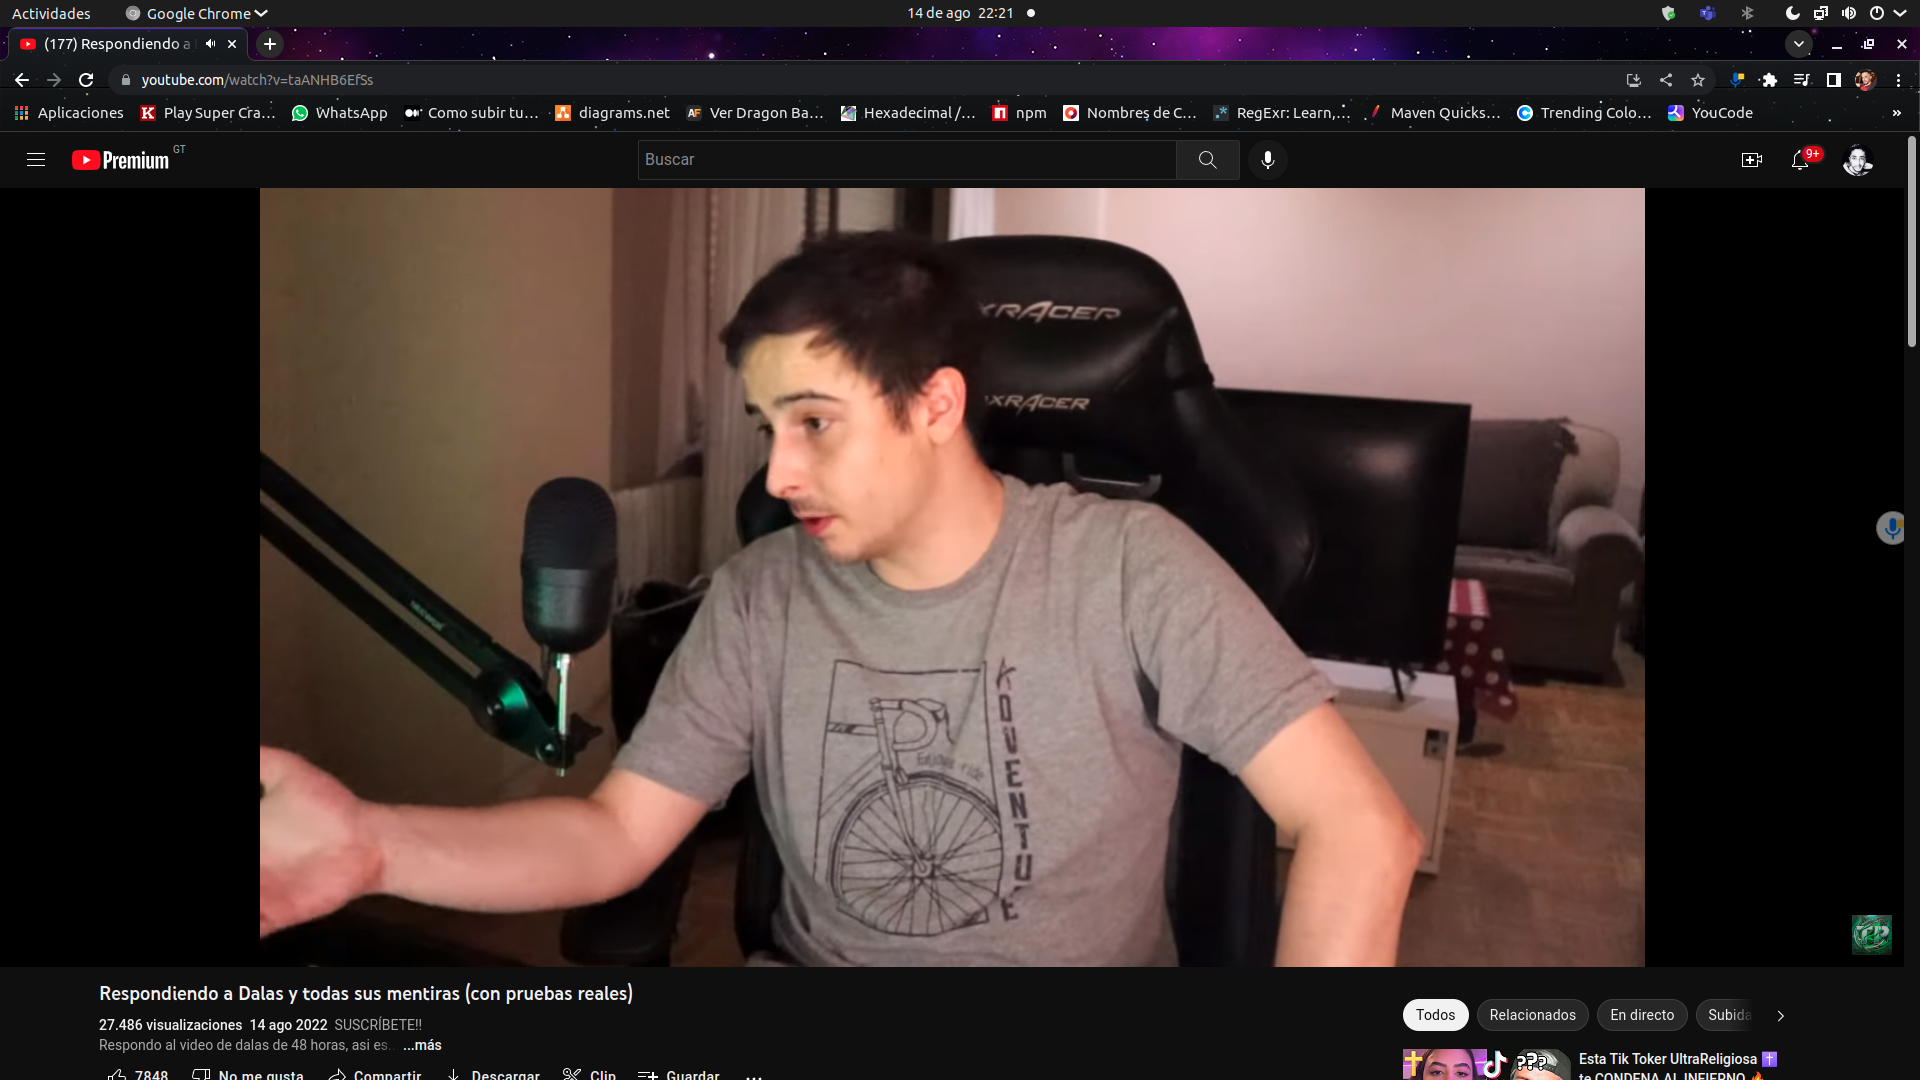 Actividades
Google Chrome
14 de ago 22:21
(177) Respondiendo a
youtube.com/watch?v=taANHB6EfSs
Aplicaciones
Play Super Cra…
WhatsApp
Como subir tu…
diagrams.net
Ver Dragon Ba…
Hexadecimal /…
npm
Nombres de C…
RegExr: Learn,…
Maven Quicks…
Trending Colo…
YouCode
»
Premium GT
Buscar
9+
XRACER
XRACER
ADVENTURE
Enjoy ride
Respondiendo a Dalas y todas sus mentiras (con pruebas reales)
27.486 visualizaciones 14 ago 2022 SUSCRÍBETE!!
Respondo al video de dalas de 48 horas, asi es… ...más
7848
No me gusta
Compartir
Descargar
Clip
Guardar
Todos
Relacionados
En directo
Subida
???
Esta Tik Toker UltraReligiosa ✝️
te CONDENA AL INFIERNO 🔥